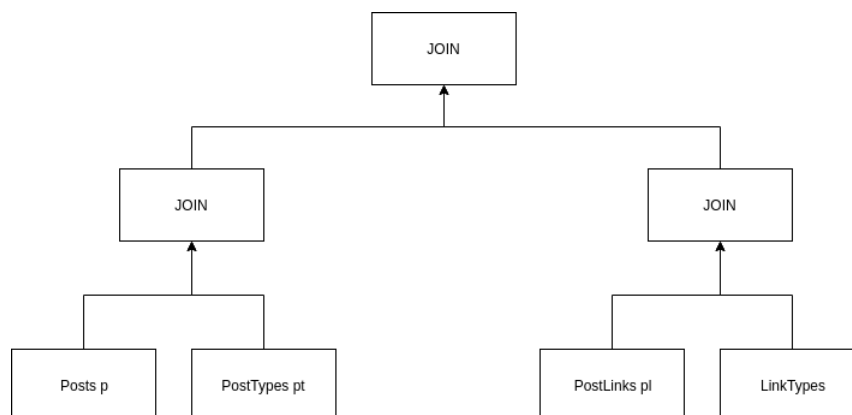 JOIN
JOIN
JOIN
Posts p
PostTypes pt
PostLinks pl
LinkTypes